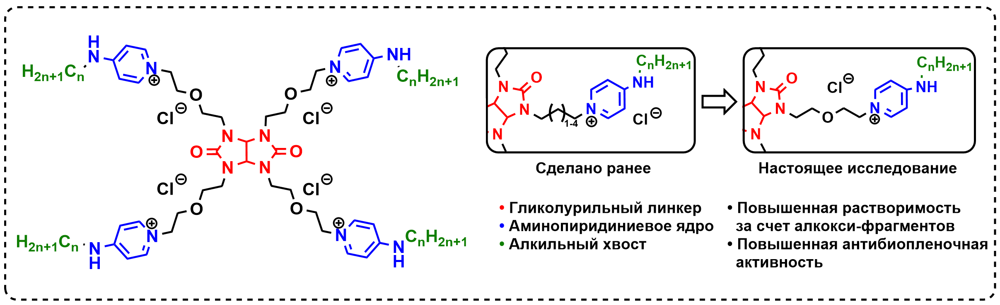 H
N
H2n+1Cn
N
⊕
O
Cl⊖
N
⊕
NH
CnH2n+1
O
Cl⊖
N
N
O
O
N
N
Cl⊖
Cl⊖
O
O
H2n+1Cn
N
H
N
⊕
⊕
N
CnH2n+1
N
H
CnH2n+1
NH
O
N
N
N
1-4
N
⊕
Cl⊖
Сделано ранее
CnH2n+1
NH
O
Cl⊖
N
N
N
O
N
⊕
Настоящее исследование
• Гликолурильный линкер
• Аминопиридиниевое ядро
• Алкильный хвост
• Повышенная растворимость
за счет алкокси-фрагментов
• Повышенная антибиопленочная
активность